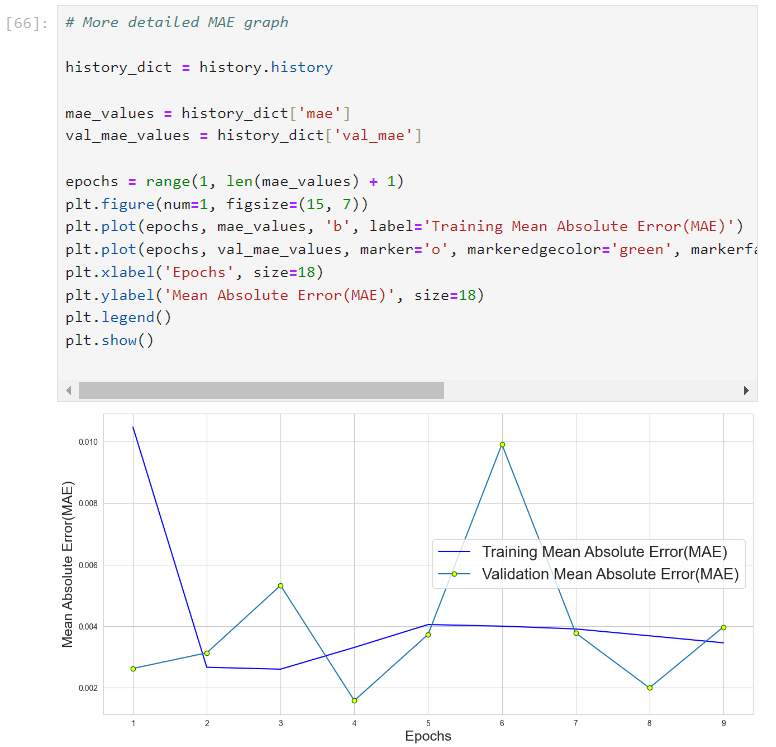 [66]:
# More detailed MAE graph
history_dict = history.history
mae_values = history_dict['mae']
val_mae_values = history_dict['val_mae']
epochs = range(1, len(mae_values) + 1)
plt.figure(num=1, figsize=(15, 7))
plt.plot(epochs, mae_values, 'b', label='Training Mean Absolute Error(MAE)')
plt.plot(epochs, val_mae_values, marker='o', markeredgecolor='green', markerfa
plt.xlabel('Epochs', size=18)
plt.ylabel('Mean Absolute Error(MAE)', size=18)
plt.legend()
plt.show()
0.010
0.008
0.006
0.004
0.002
Mean Absolute Error(MAE)
Training Mean Absolute Error(MAE)
Validation Mean Absolute Error(MAE)
1 2 3 4 5 6 7 8 9
Epochs